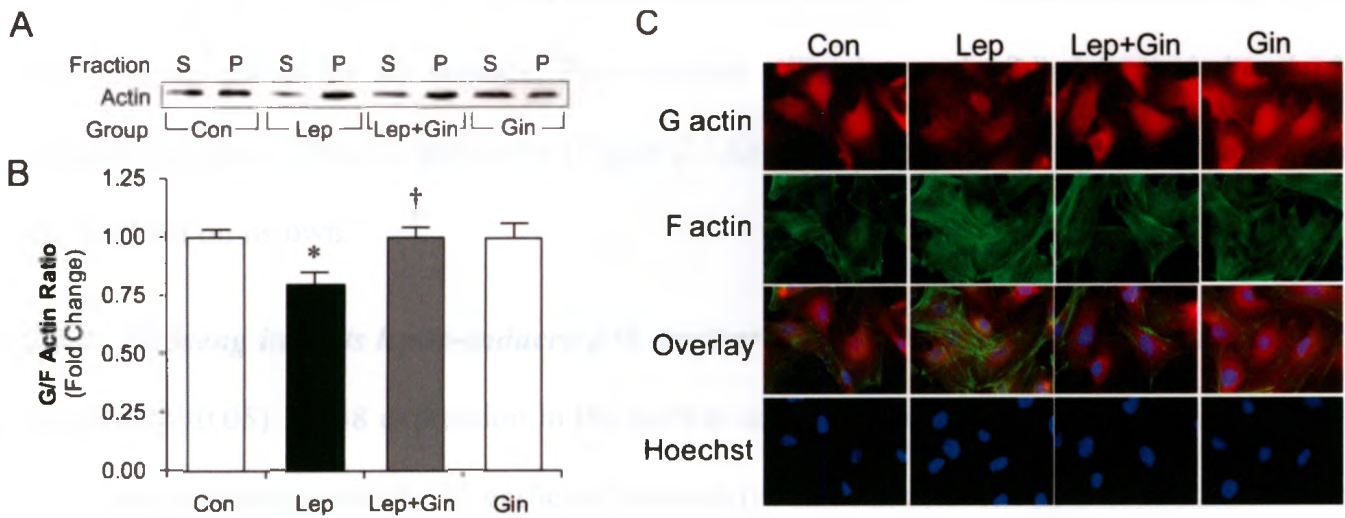 A
Fraction S P S P S P S P
Actin
Group Con Lep Lep+Gin Gin
B
G/F Actin Ratio
(Fold Change)
1.25
1.00
0.75
0.50
0.25
0.00
*
†
Con Lep Lep+Gin Gin
C
Con Lep Lep+Gin Gin
G actin
F actin
Overlay
Hoechst